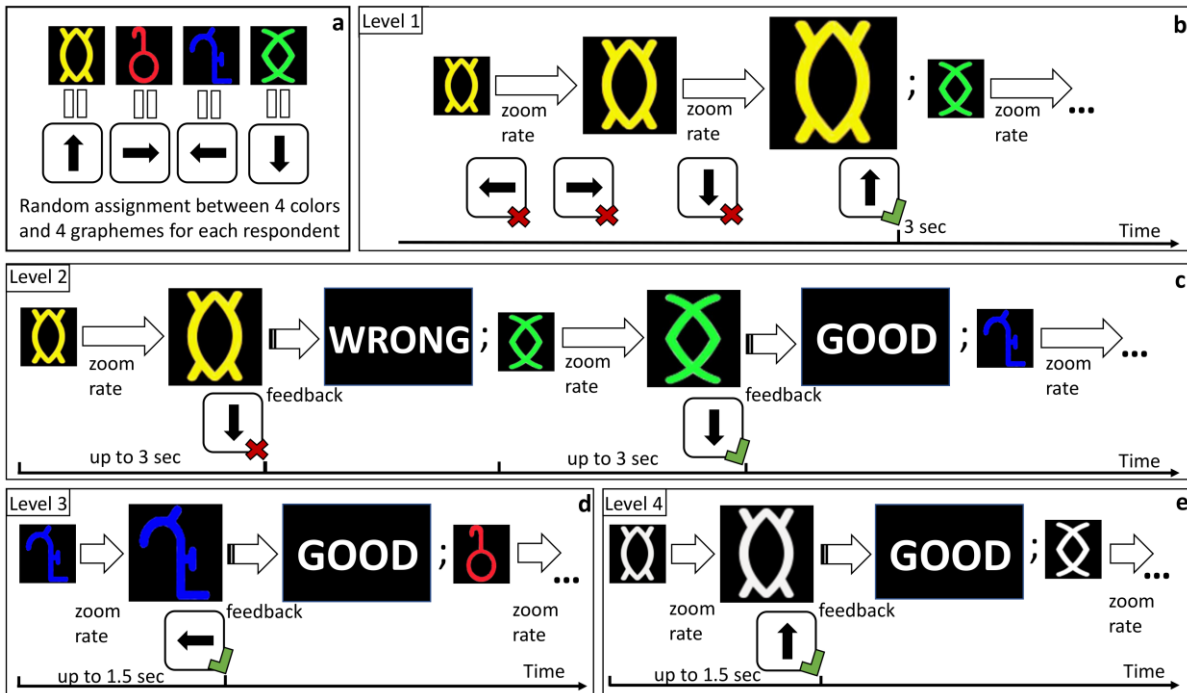 a
Random assignment between 4 colors
and 4 graphemes for each respondent
Level 1
b
zoom
rate
zoom
rate
;
zoom
rate
...
3 sec
Time
Level 2
c
zoom
rate
feedback
WRONG
;
zoom
rate
feedback
GOOD
;
zoom
rate
...
up to 3 sec
up to 3 sec
Time
Level 3
d
zoom
rate
feedback
GOOD
;
zoom
rate
...
up to 1.5 sec
Time
Level 4
e
zoom
rate
feedback
GOOD
;
zoom
rate
...
up to 1.5 sec
Time